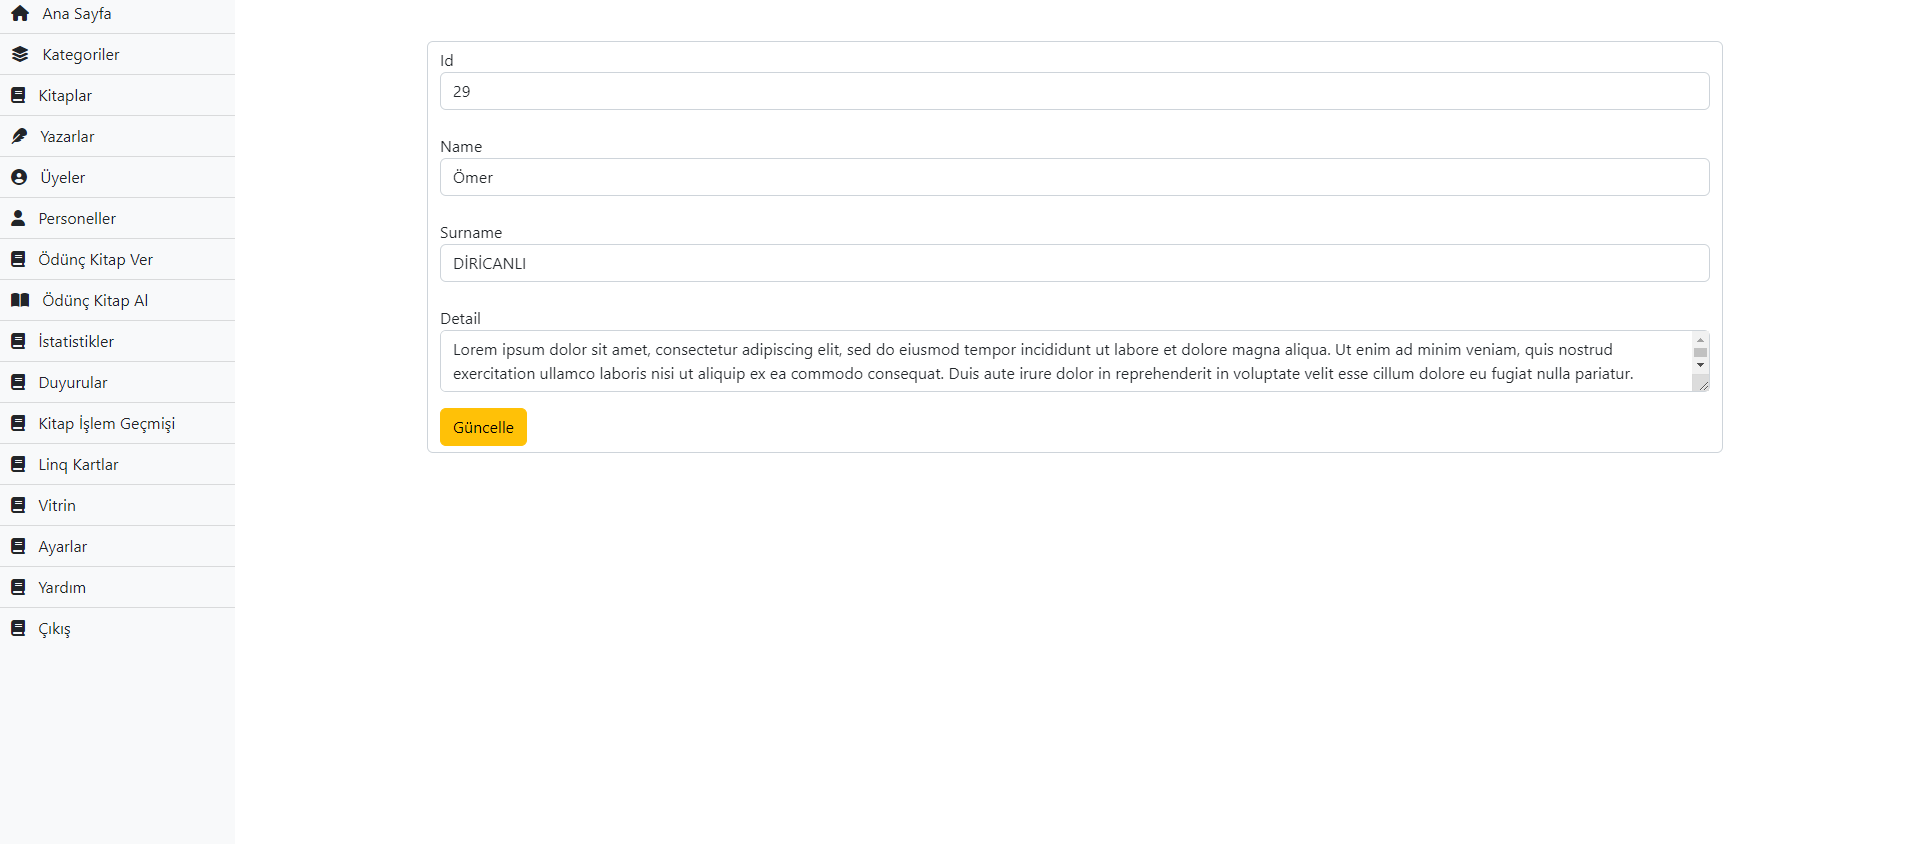 Ana Sayfa
Kategoriler
Kitaplar
Yazarlar
Üyeler
Personeller
Ödünç Kitap Ver
Ödünç Kitap Al
İstatistikler
Duyurular
Kitap İşlem Geçmişi
Linq Kartlar
Vitrin
Ayarlar
Yardım
Çıkış
Id
29
Name
Ömer
Surname
DİRİCANLI
Detail
Lorem ipsum dolor sit amet, consectetur adipiscing elit, sed do eiusmod tempor incididunt ut labore et dolore magna aliqua. Ut enim ad minim veniam, quis nostrud
exercitation ullamco laboris nisi ut aliquip ex ea commodo consequat. Duis aute irure dolor in reprehenderit in voluptate velit esse cillum dolore eu fugiat nulla pariatur.
Güncelle